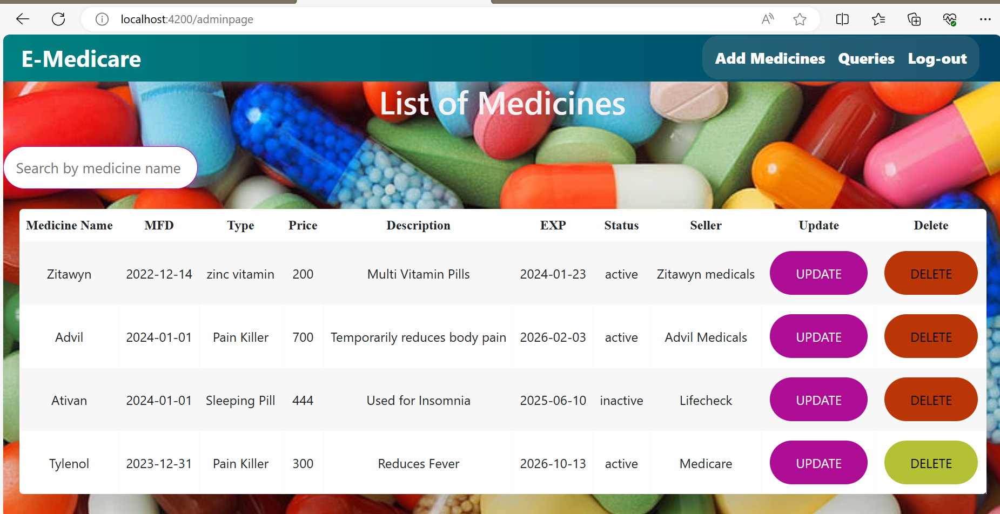 localhost:4200/adminpage
E-Medicare Add Medicines Queries Log-out
List of Medicines
Search by medicine name
Medicine Name MFD Type Price Description EXP Status Seller Update Delete
Zitawyn 2022-12-14 zinc vitamin 200 Multi Vitamin Pills 2024-01-23 active Zitawyn medicals UPDATE DELETE
Advil 2024-01-01 Pain Killer 700 Temporarily reduces body pain 2026-02-03 active Advil Medicals UPDATE DELETE
Ativan 2024-01-01 Sleeping Pill 444 Used for Insomnia 2025-06-10 inactive Lifecheck UPDATE DELETE
Tylenol 2023-12-31 Pain Killer 300 Reduces Fever 2026-10-13 active Medicare UPDATE DELETE